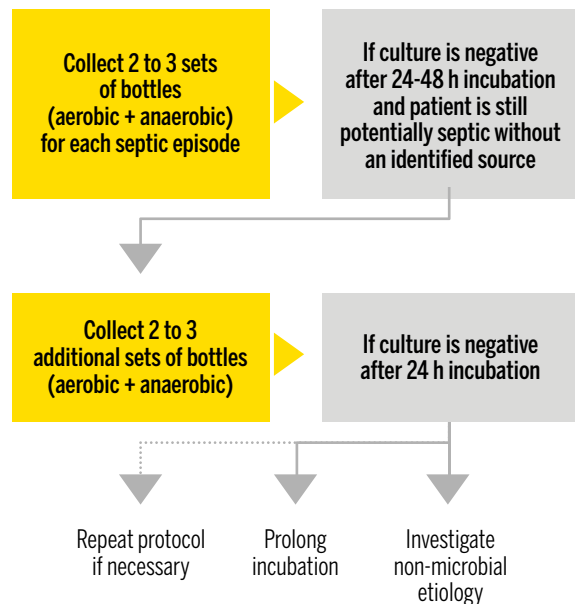 Collect 2 to 3 sets
of bottles
(aerobic + anaerobic)
for each septic episode
If culture is negative
after 24-48 h incubation
and patient is still
potentially septic without
an identified source
Collect 2 to 3
additional sets of bottles
(aerobic + anaerobic)
If culture is negative
after 24 h incubation
Repeat protocol
if necessary
Prolong
incubation
Investigate
non-microbial
etiology